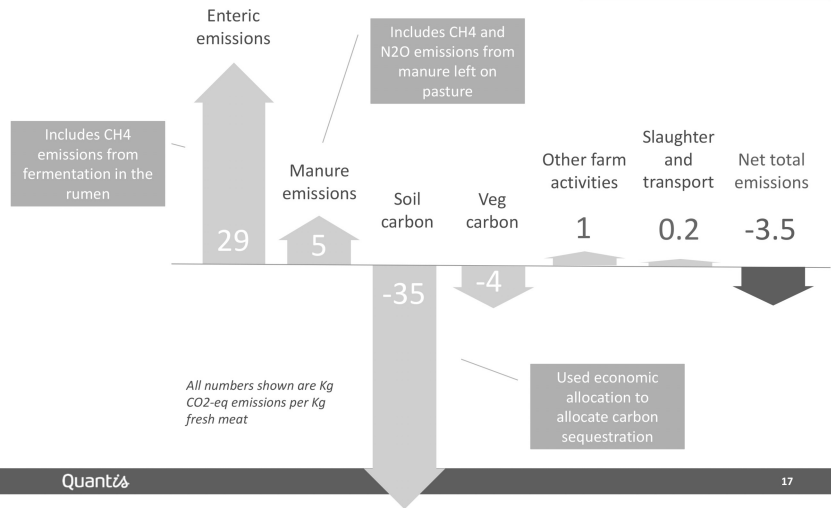 Enteric
emissions
Includes CH4 and
N2O emissions from
manure left on
pasture
Includes CH4
emissions from
fermentation in the
rumen
Manure
emissions
Soil
carbon
Veg
carbon
Other farm
activities
Slaughter
and
transport
Net total
emissions
29
5
-35
-4
1
0.2
-3.5
All numbers shown are Kg
CO2-eq emissions per Kg
fresh meat
Used economic
allocation to
allocate carbon
sequestration
Quantis
17